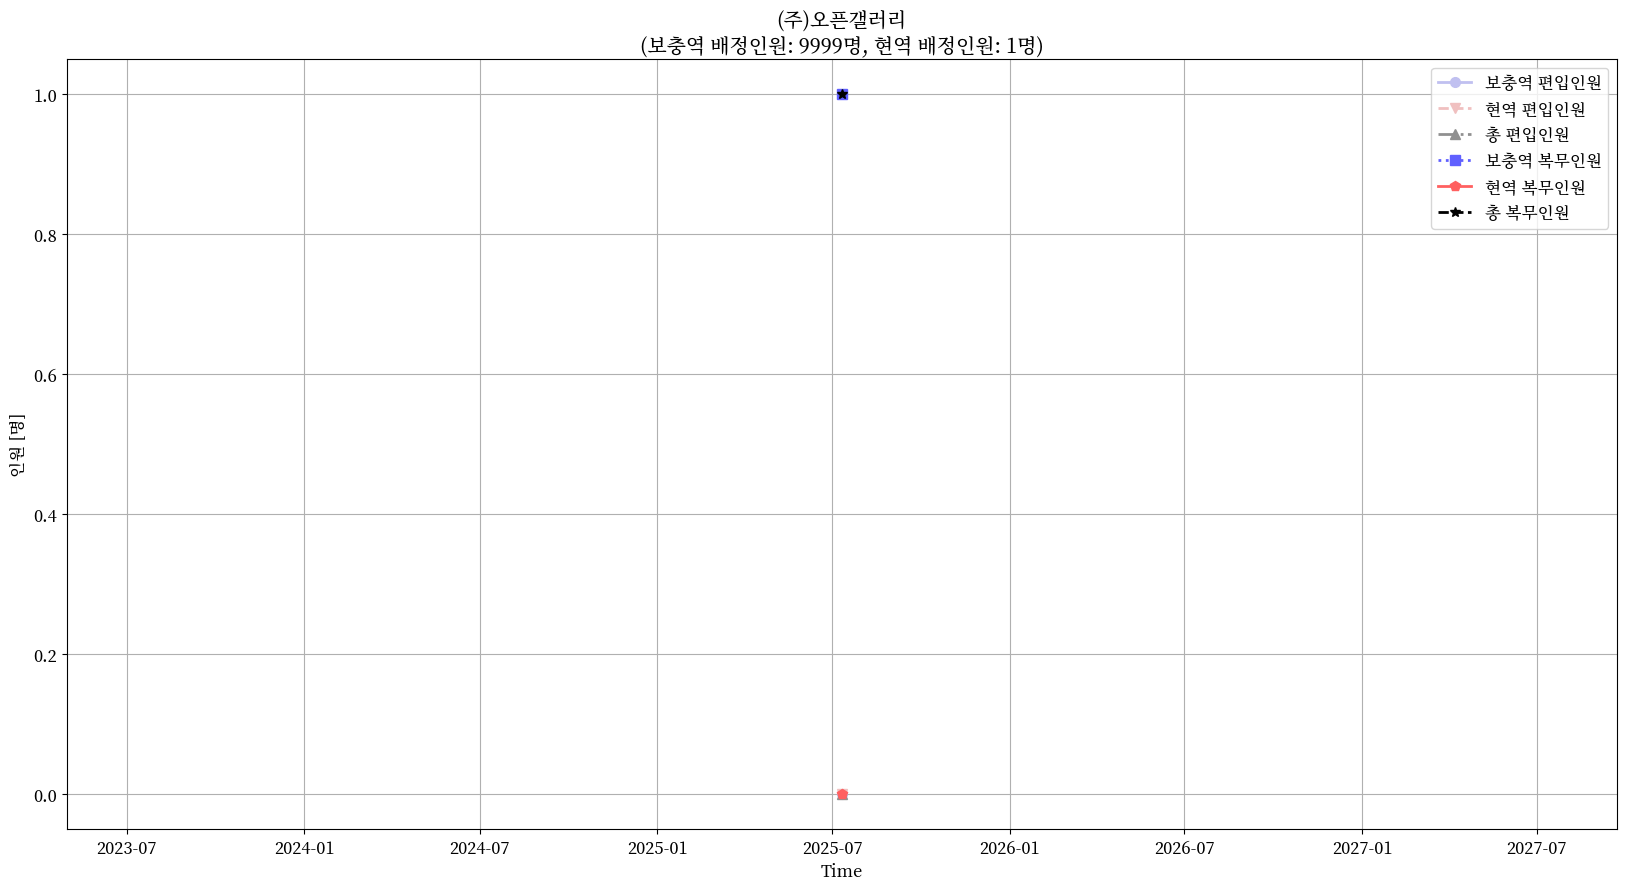 (주)오픈갤러리
(보충역 배정인원: 9999명, 현역 배정인원: 1명)
보충역 편입인원
현역 편입인원
총 편입인원
보충역 복무인원
현역 복무인원
총 복무인원
인원 [명]
1.0
0.8
0.6
0.4
0.2
0.0
2023-07
2024-01
2024-07
2025-01
2025-07
2026-01
2026-07
2027-01
2027-07
Time